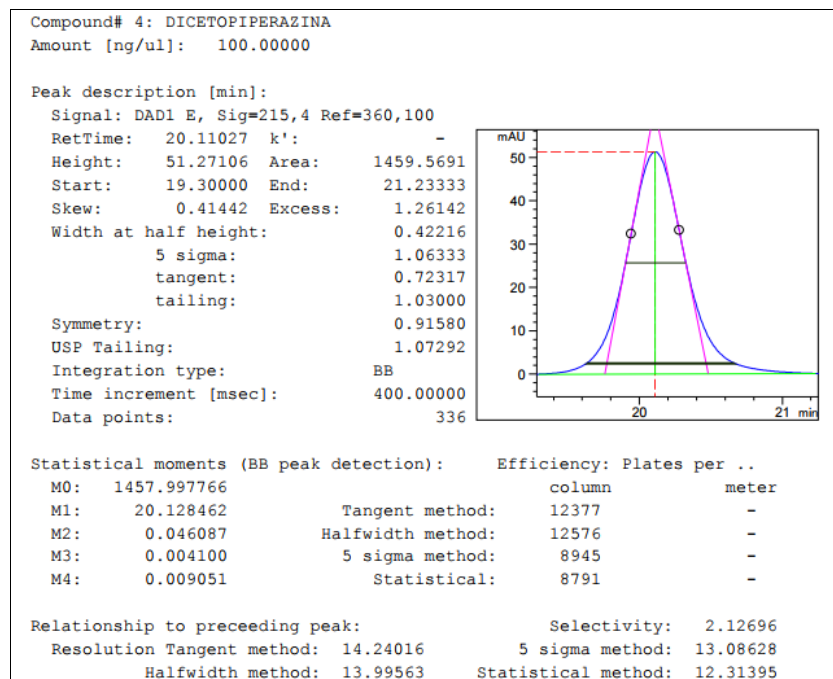 Compound# 4: DICETOPIPERAZINA
Amount [ng/ul]: 100.00000
Peak description [min]:
Signal: DAD1 E, Sig=215,4 Ref=360,100
RetTime: 20.11027 k': -
Height: 51.27106 Area: 1459.5691
Start: 19.30000 End: 21.23333
Skew: 0.41442 Excess: 1.26142
Width at half height: 0.42216
5 sigma: 1.06333
tangent: 0.72317
tailing: 1.03000
Symmetry: 0.91580
USP Tailing: 1.07292
Integration type: BB
Time increment [msec]: 400.00000
Data points: 336
mAU
50
40
30
20
10
0
20 21 min
Statistical moments (BB peak detection): Efficiency: Plates per ..
M0: 1457.997766 column meter
M1: 20.128462 Tangent method: 12377 -
M2: 0.046087 Halfwidth method: 12576 -
M3: 0.004100 5 sigma method: 8945 -
M4: 0.009051 Statistical: 8791 -
Relationship to preceeding peak: Selectivity: 2.12696
Resolution Tangent method: 14.24016 5 sigma method: 13.08628
Halfwidth method: 13.99563 Statistical method: 12.31395